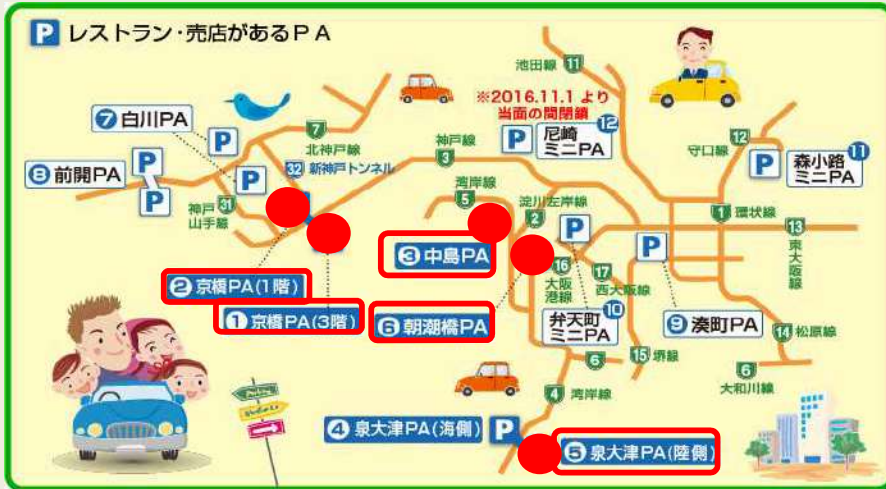 P レストラン・売店があるPA
池田線 11
※2016.11.1 より
当面の間閉鎖
7 白川PA
P
7
北神戸線
32 新神戸トンネル
神戸線
3
P
尼崎
ミニPA
12
守口線
12
P
森小路
ミニPA
11
8 前開PA
P
P
P
神戸
山手線
31
湾岸線
5
淀川左岸線
2
P
1 環状線
13
東大阪線
3 中島PA
16
大阪
港線
17
西大阪線
P
2 京橋PA(1階)
1 京橋PA(3階)
6 朝潮橋PA
弁天町
ミニPA
10
9 湊町PA
14 松原線
6
15 堺線
6
大和川線
4 湾岸線
4 泉大津PA(海側) P
5 泉大津PA(陸側)